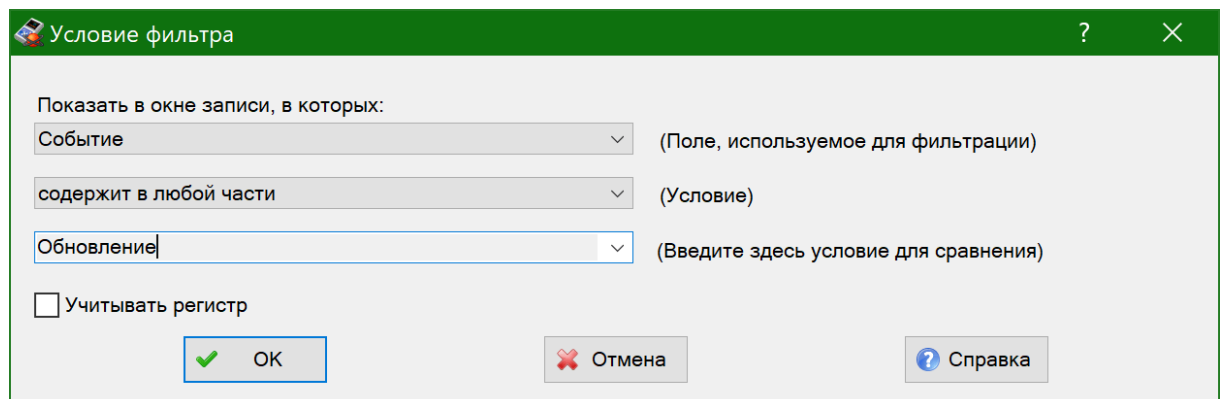 Условие фильтра ?
Показать в окне записи, в которых:
Событие (Поле, используемое для фильтрации)
содержит в любой части (Условие)
Обновление (Введите здесь условие для сравнения)
Учитывать регистр
OK Отмена Справка